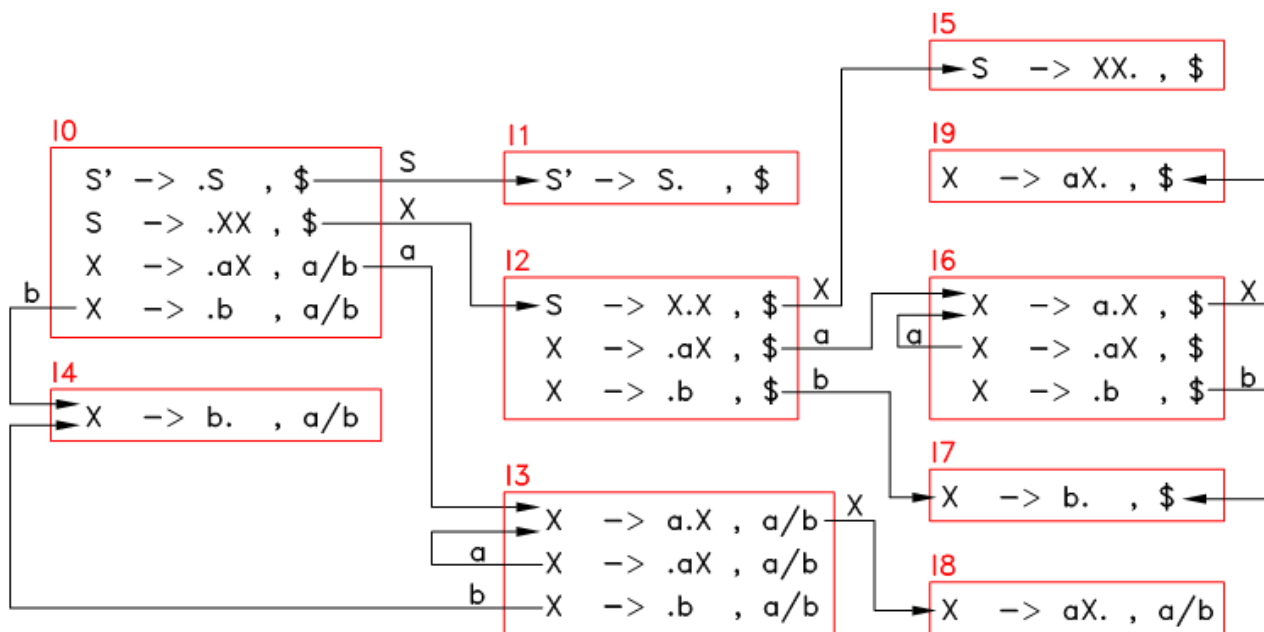 I5
S -> XX. , $
I0
S' -> .S , $
S -> .XX , $
X -> .aX , a/b
X -> .b , a/b
S
X
a
b
I1
S' -> S. , $
I9
X -> aX. , $
I2
S -> X.X , $
X -> .aX , $
X -> .b , $
X
a
b
I6
X -> a.X , $
X -> .aX , $
X -> .b , $
a
X
b
I4
X -> b. , a/b
I3
X -> a.X , a/b
X -> .aX , a/b
X -> .b , a/b
a
b
X
I7
X -> b. , $
I8
X -> aX. , a/b